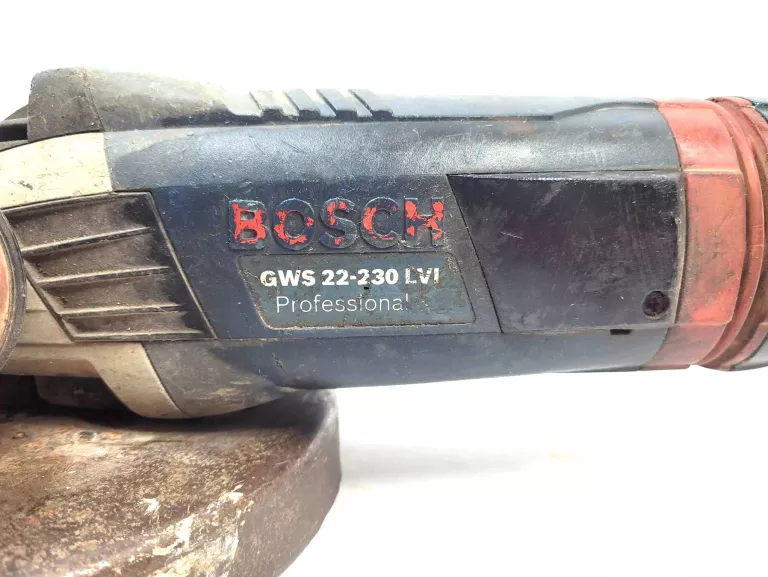 BOSCH
GWS 22-230 LVI
Professional